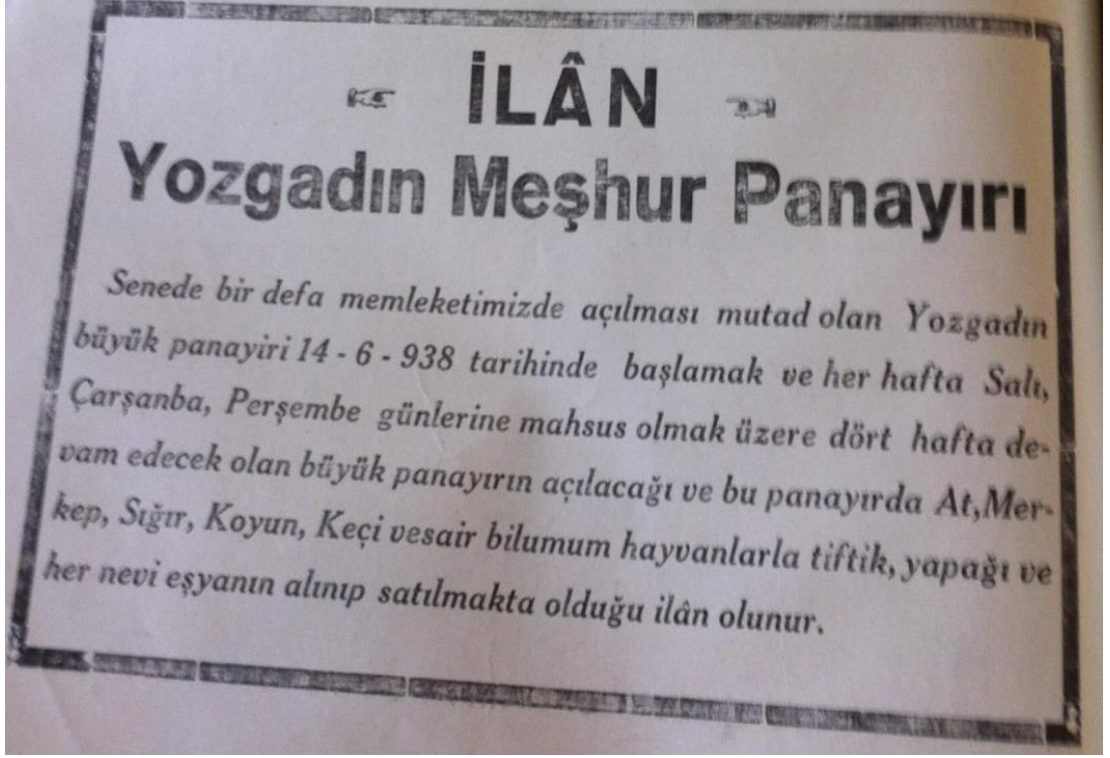 İLÂN
Yozgadın Meşhur Panayırı
Senede bir defa memleketimizde açılması mutad olan Yozgadın
büyük panayiri 14 - 6 - 938 tarihinde başlamak ve her hafta Salı,
Çarşanba, Perşembe günlerine mahsus olmak üzere dört hafta de-
vam edecek olan büyük panayırın açılacağı ve bu panayırda At,Mer-
kep, Sığır, Koyun, Keçi vesair bilumum hayvanlarla tiftik, yapağı ve
her nevi eşyanın alınıp satılmakta olduğu ilân olunur.